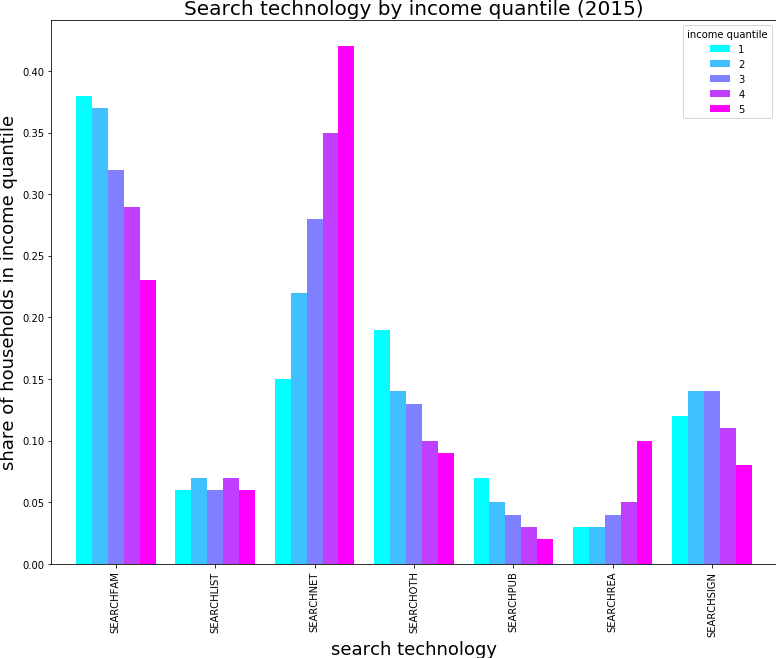 Search technology by income quantile (2015)
share of households in income quantile
0.40
0.35
0.30
0.25
0.20
0.15
0.10
0.05
0.00
income quantile
1
2
3
4
5
SEARCHFAM
SEARCHLIST
SEARCHNET
SEARCHOTH
SEARCHPUB
SEARCHREA
SEARCHSIGN
search technology